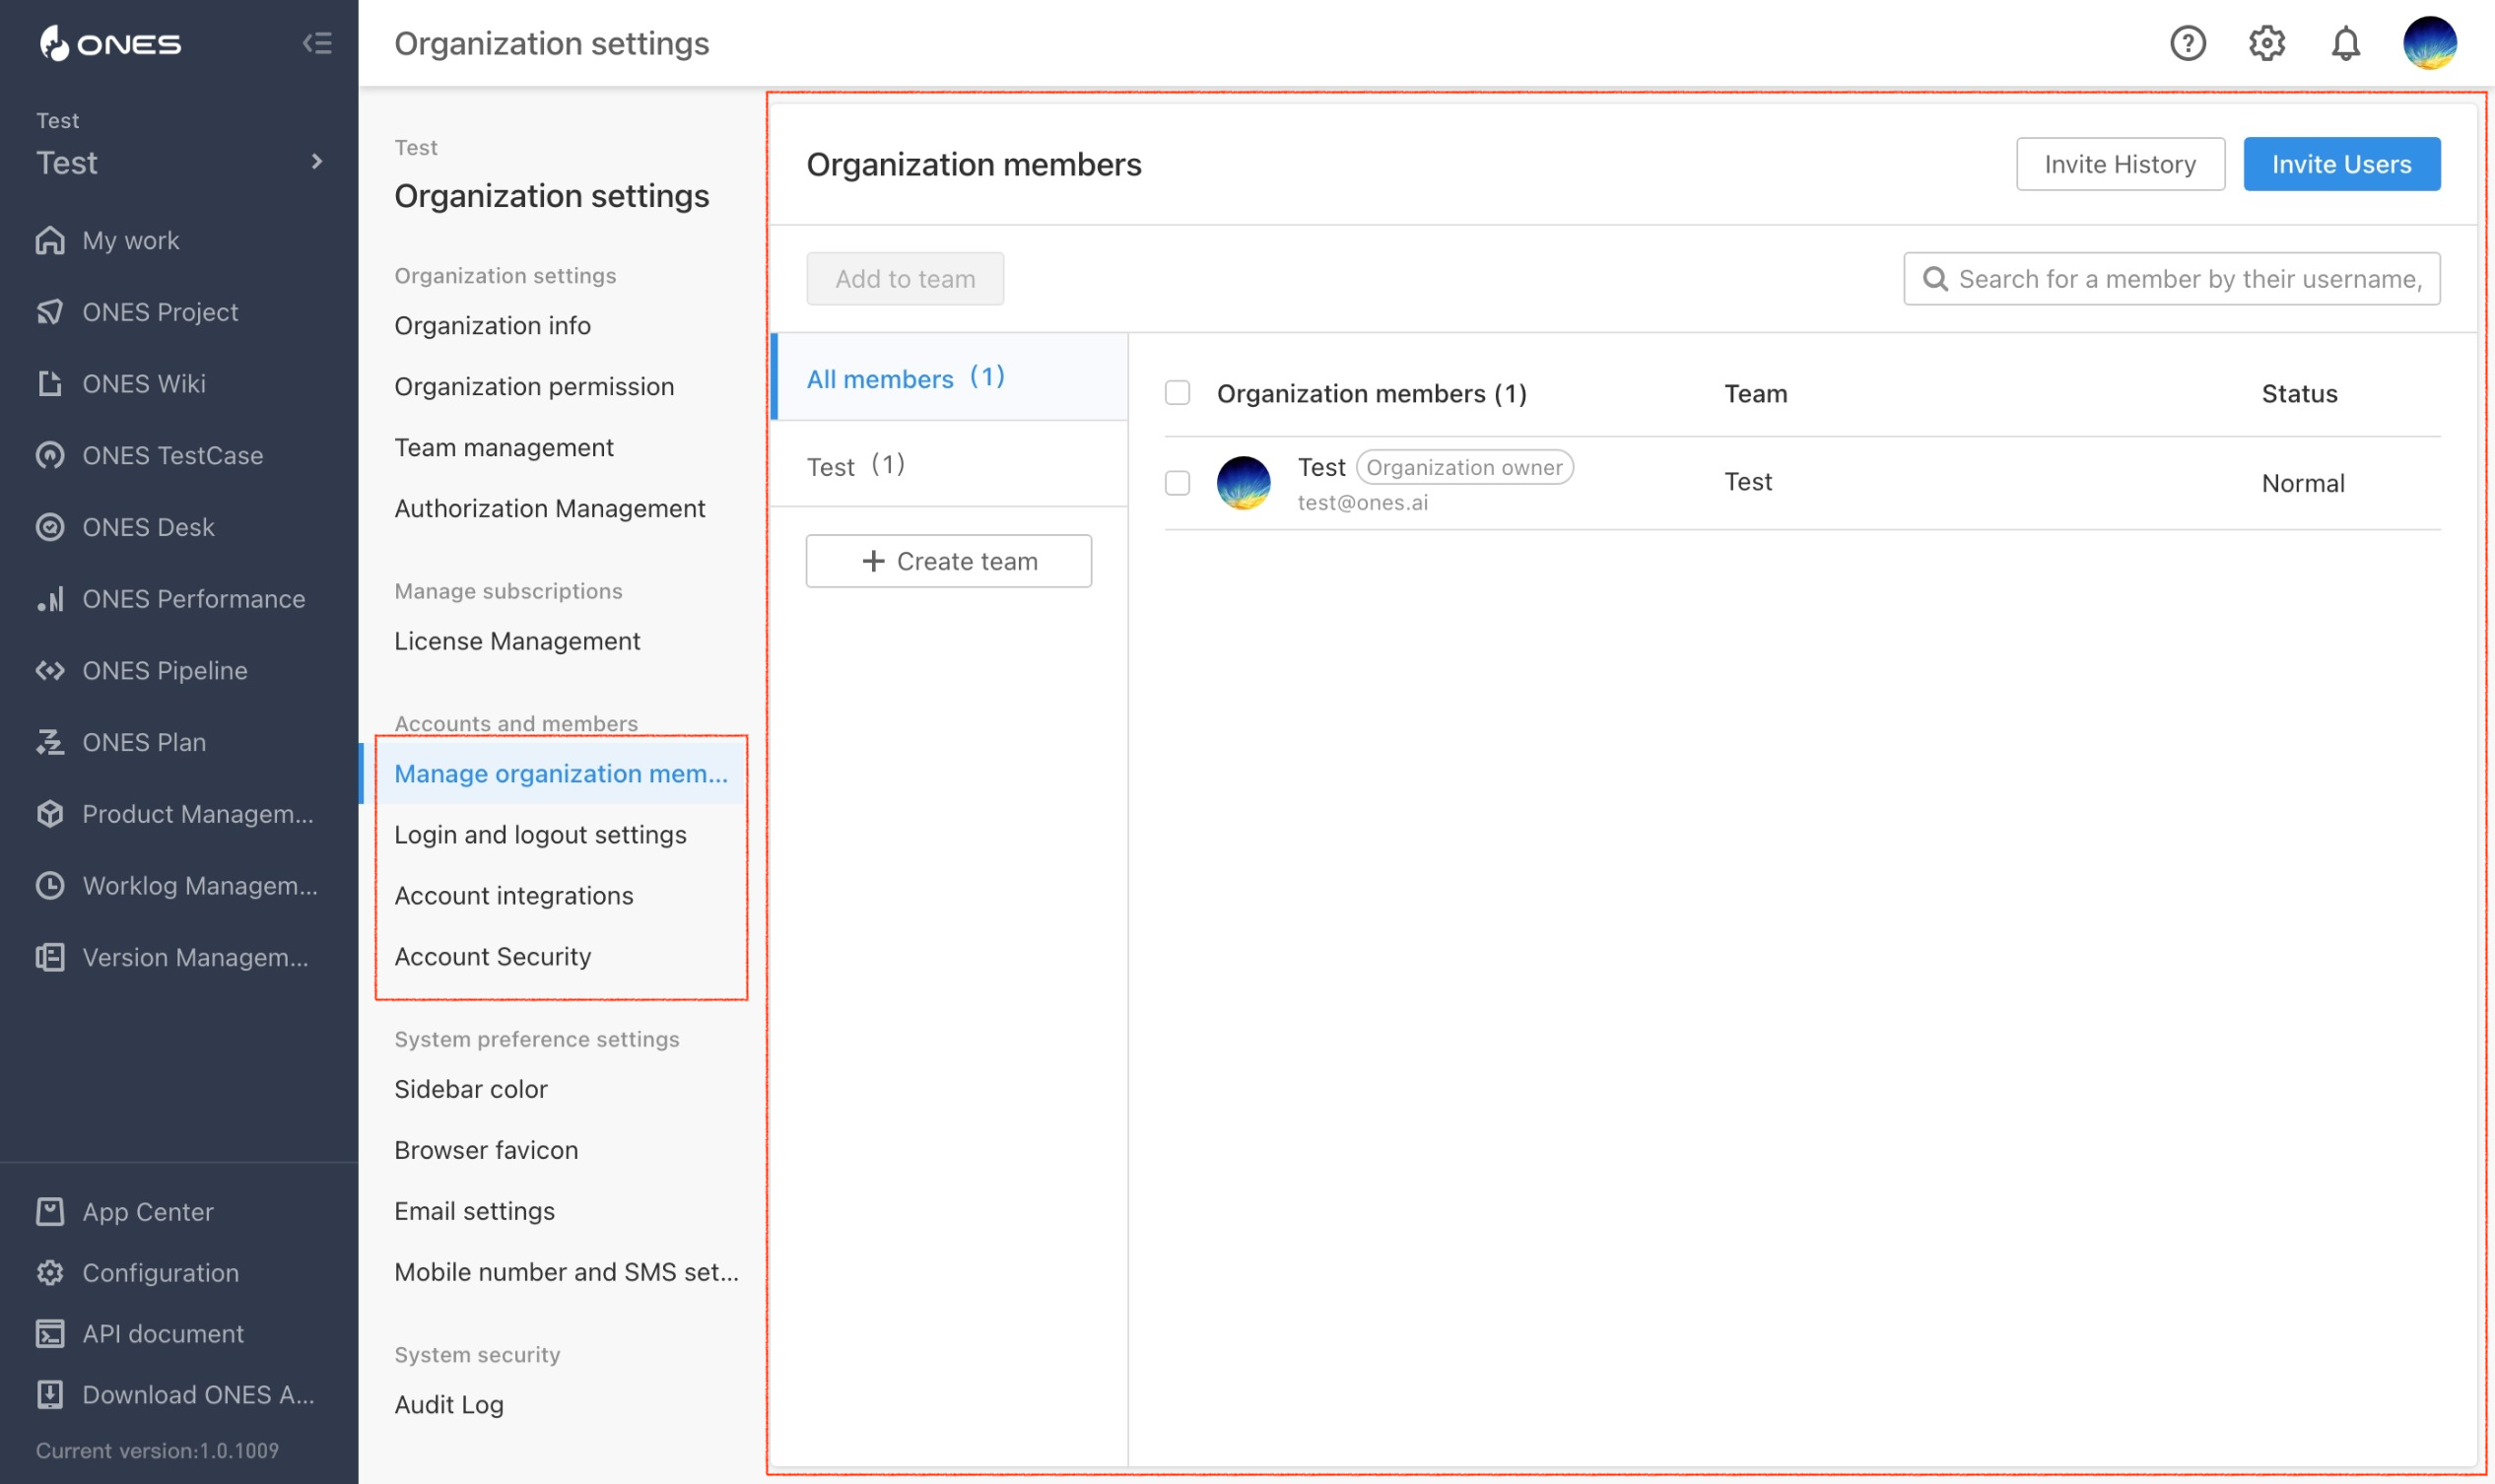 ONES
Test
Test
My work
ONES Project
ONES Wiki
ONES TestCase
ONES Desk
ONES Performance
ONES Pipeline
ONES Plan
Product Managem...
Worklog Managem...
Version Managem...
App Center
Configuration
API document
Download ONES A...
Current version:1.0.1009
Organization settings
Test
Organization settings
Organization settings
Organization info
Organization permission
Team management
Authorization Management
Manage subscriptions
License Management
Accounts and members
Manage organization mem...
Login and logout settings
Account integrations
Account Security
System preference settings
Sidebar color
Browser favicon
Email settings
Mobile number and SMS set...
System security
Audit Log
Organization members
Invite History
Invite Users
Add to team
Search for a member by their username,
All members (1)
Test (1)
Create team
Organization members (1) Team Status
Test Organization owner Test Normal
test@ones.ai